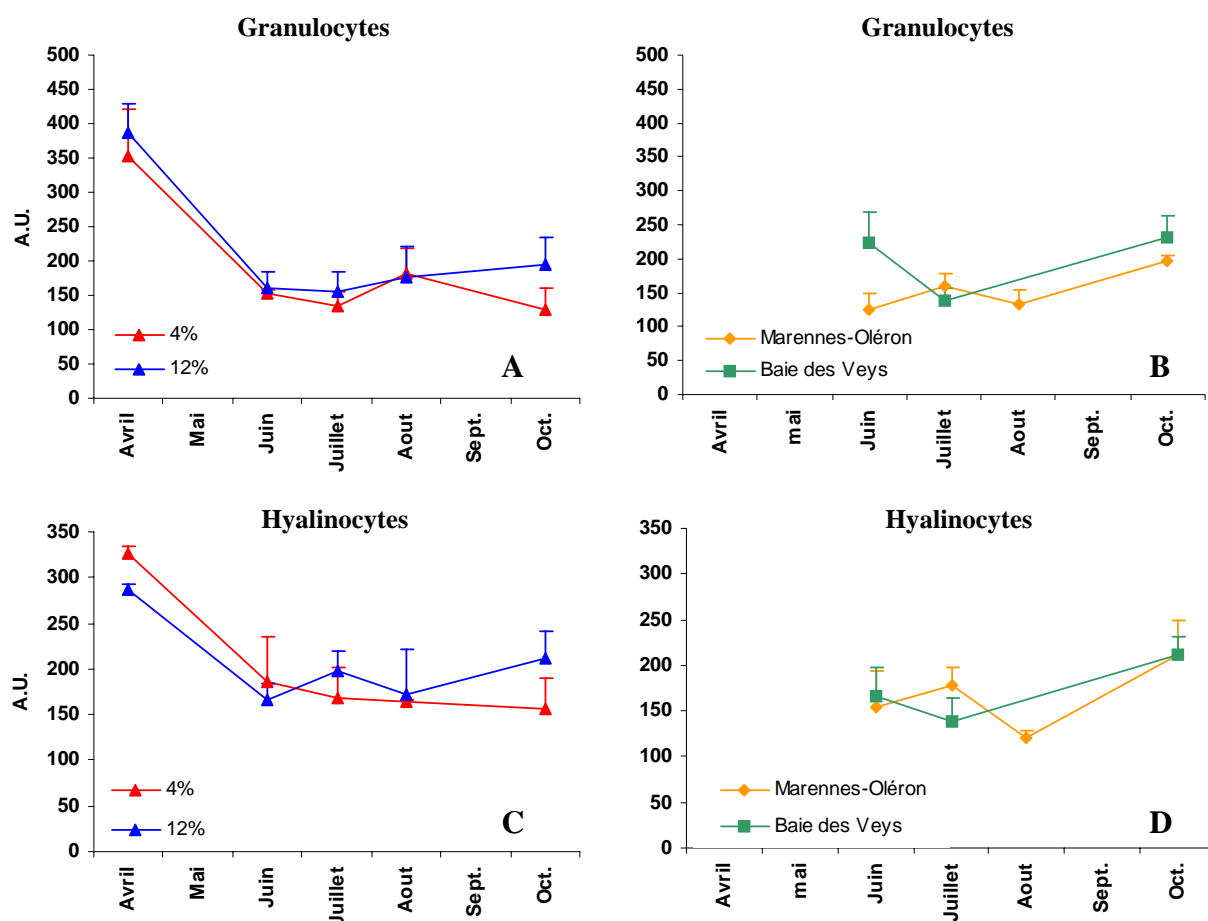 Granulocytes
500
450
400
350
300
250
200
150
100
50
0
A.U.
4%
12%
A
Avril
Mai
Juin
Juillet
Aout
Sept.
Oct.
Granulocytes
500
450
400
350
300
250
200
150
100
50
0
Marennes-Oléron
Baie des Veys
B
Avril
mai
Juin
Juillet
Aout
Sept.
Oct.
Hyalinocytes
350
300
250
200
150
100
50
0
A.U.
4%
12%
C
Avril
Mai
Juin
Juillet
Aout
Sept.
Oct.
Hyalinocytes
350
300
250
200
150
100
50
0
Marennes-Oléron
Baie des Veys
D
Avril
mai
Juin
Juillet
Aout
Sept.
Oct.